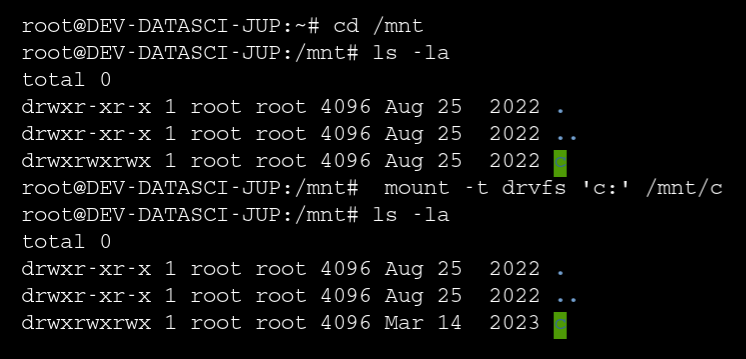 root@DEV-DATASCI-JUP:~# cd /mnt
root@DEV-DATASCI-JUP:/mnt# ls -la
total 0
drwxr-xr-x 1 root root 4096 Aug 25  2022 .
drwxr-xr-x 1 root root 4096 Aug 25  2022 ..
drwxrwxrwx 1 root root 4096 Aug 25  2022 c
root@DEV-DATASCI-JUP:/mnt#  mount -t drvfs 'c:' /mnt/c
root@DEV-DATASCI-JUP:/mnt# ls -la
total 0
drwxr-xr-x 1 root root 4096 Aug 25  2022 .
drwxr-xr-x 1 root root 4096 Aug 25  2022 ..
drwxrwxrwx 1 root root 4096 Mar 14  2023 c